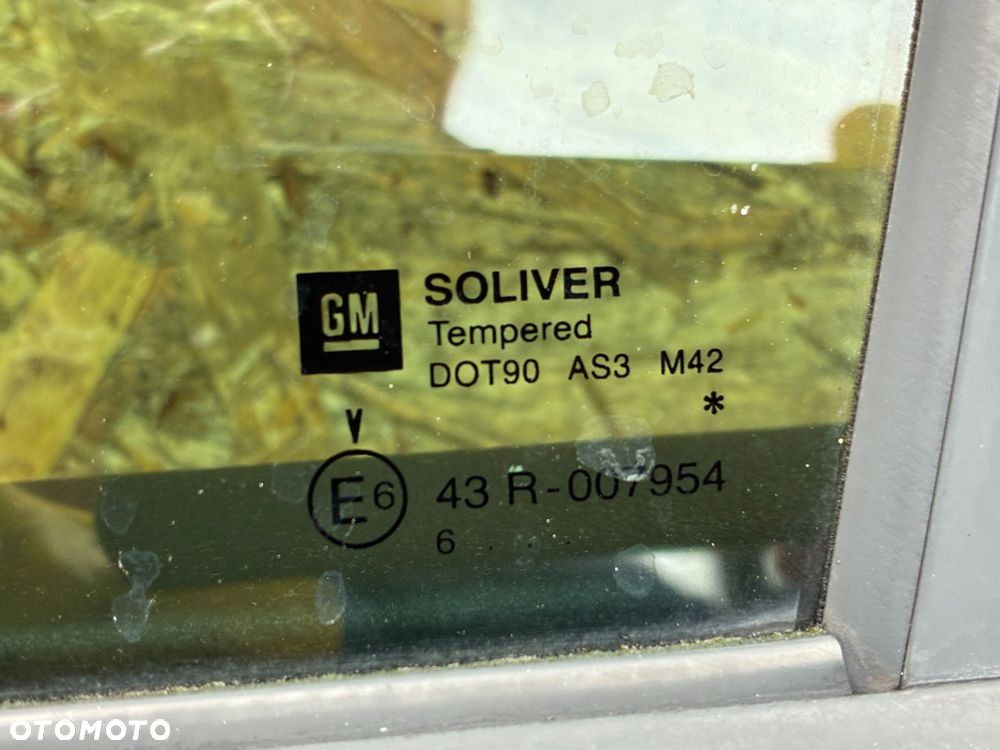 GM
SOLIVER
Tempered
DOT90 AS3 M42
*
V
E6 43 R-007954
6 . . . .
OTOMOTO